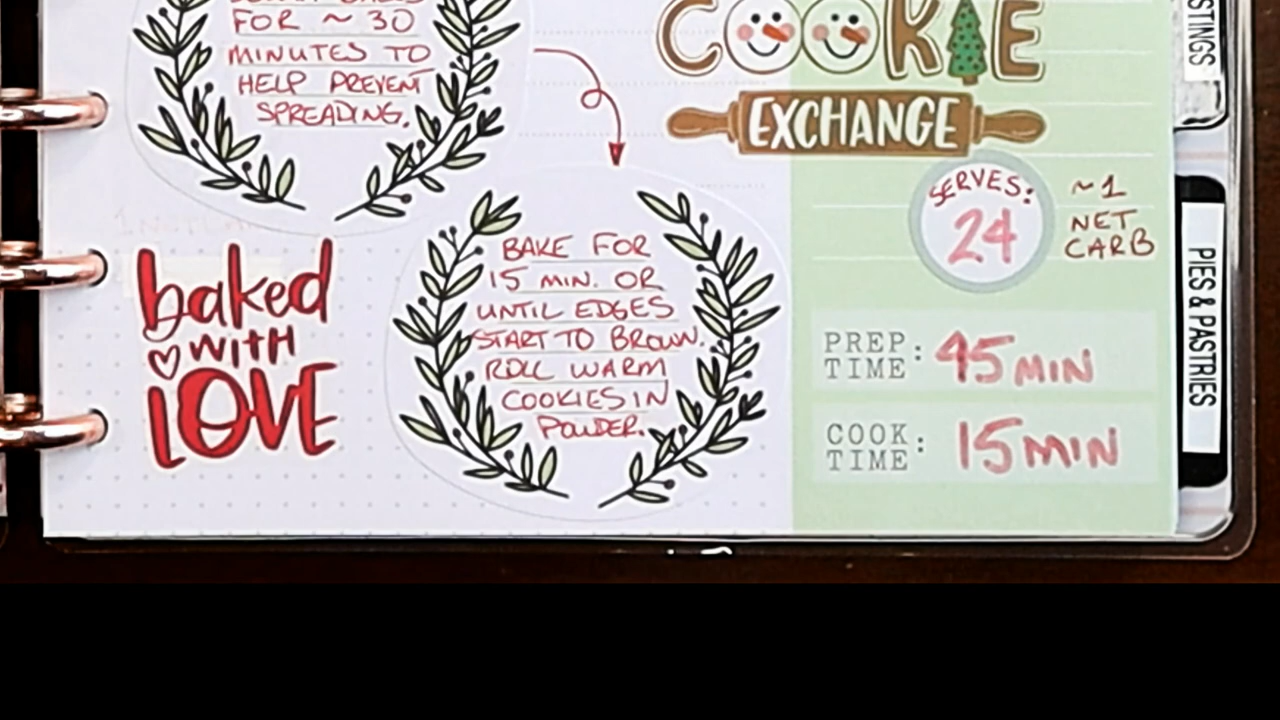 FOR ~ 30
MINUTES TO
HELP PREVENT
SPREADING.
COOKIE
EXCHANGE
SERVES:
24
~1
NET
CARB
baked
WITH
LOVE
BAKE FOR
15 MIN. OR
UNTIL EDGES
START TO BROWN.
ROLL WARM
COOKIES IN
POWDER.
PREP
TIME:
45 MIN
COOK
TIME:
15 MIN
STINGS
PIES & PASTRIES